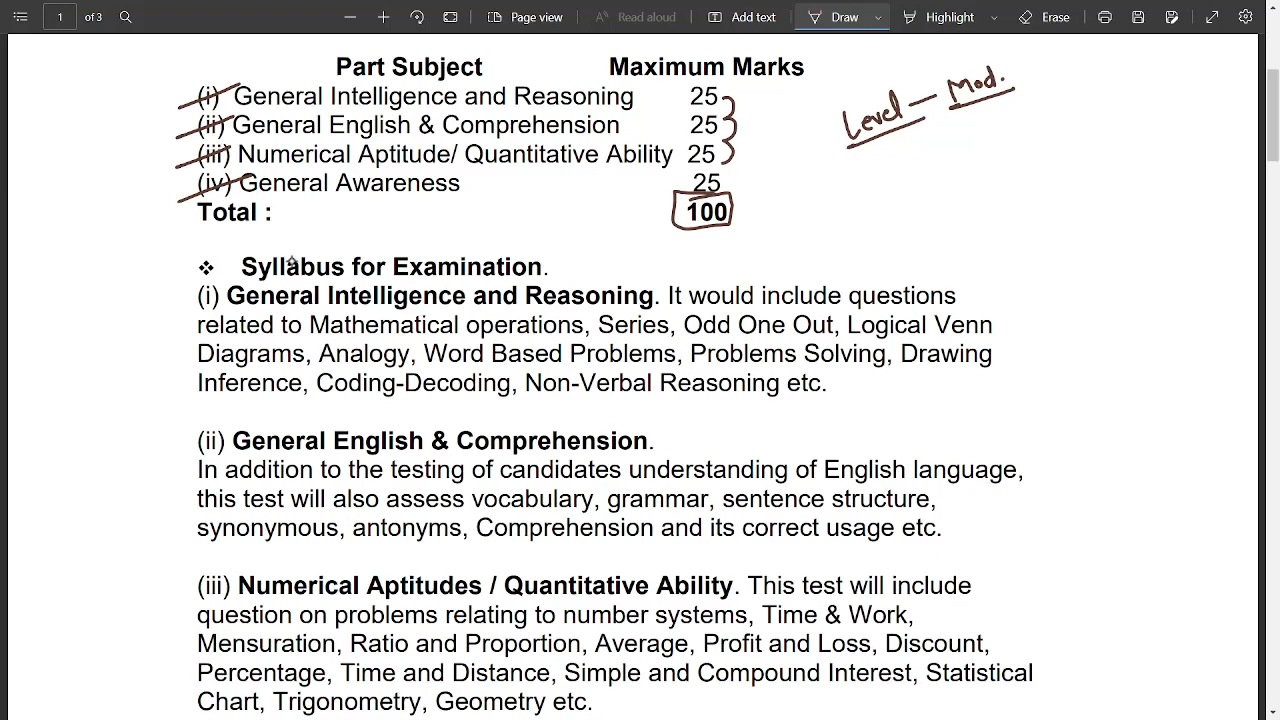 1 of 3 Page view Read aloud Add text Draw Highlight Erase
Part Subject Maximum Marks
(i) General Intelligence and Reasoning 25
(ii) General English & Comprehension 25
(iii) Numerical Aptitude/ Quantitative Ability 25
(iv) General Awareness 25
Total : 100
Level - Mod.
❖ Syllabus for Examination.
(i) General Intelligence and Reasoning. It would include questions
related to Mathematical operations, Series, Odd One Out, Logical Venn
Diagrams, Analogy, Word Based Problems, Problems Solving, Drawing
Inference, Coding-Decoding, Non-Verbal Reasoning etc.
(ii) General English & Comprehension.
In addition to the testing of candidates understanding of English language,
this test will also assess vocabulary, grammar, sentence structure,
synonymous, antonyms, Comprehension and its correct usage etc.
(iii) Numerical Aptitudes / Quantitative Ability. This test will include
question on problems relating to number systems, Time & Work,
Mensuration, Ratio and Proportion, Average, Profit and Loss, Discount,
Percentage, Time and Distance, Simple and Compound Interest, Statistical
Chart, Trigonometry, Geometry etc.